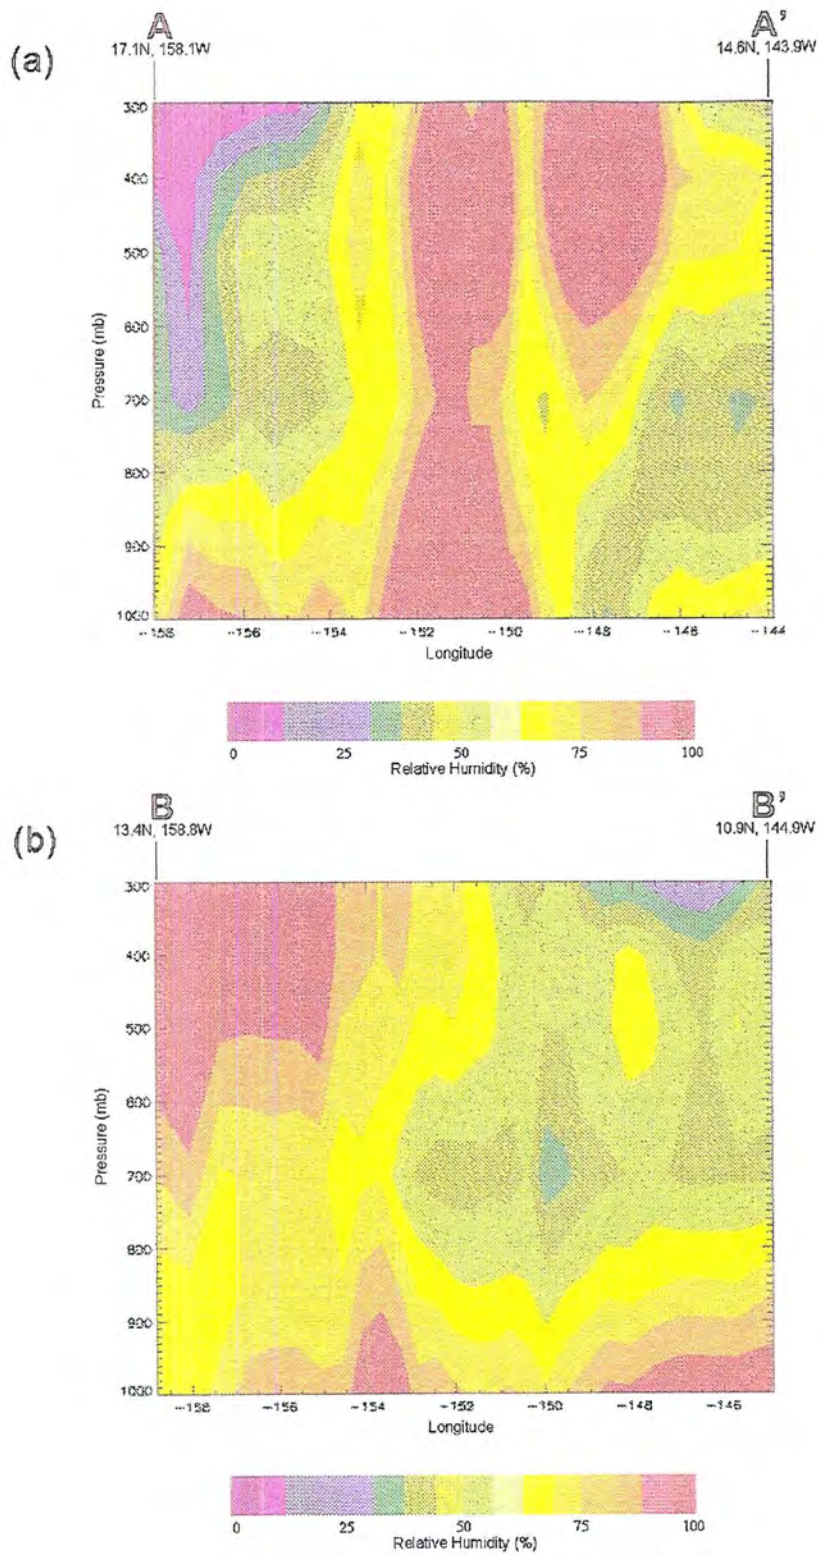 (a)
A A'
17.1N, 158.1W 14.6N, 143.9W
300
400
500
600
700
800
900
1000
Pressure (mb)
-158 -156 -154 -152 -150 -148 -146 -144
Longitude
0 25 50 75 100
Relative Humidity (%)
(b)
B B'
13.4N, 158.8W 10.9N, 144.9W
300
400
500
600
700
800
900
1000
Pressure (mb)
-158 -156 -154 -152 -150 -148 -146
Longitude
0 25 50 75 100
Relative Humidity (%)